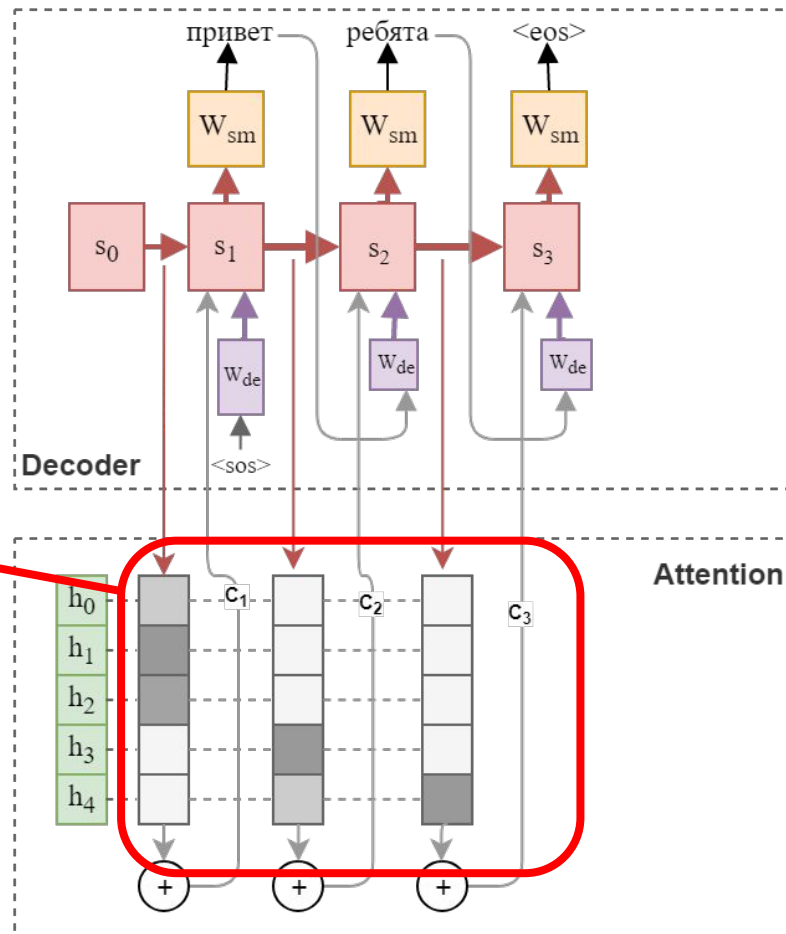 привет ребята <eos>
W_sm W_sm W_sm
s_0 s_1 s_2 s_3
W_de W_de W_de
Decoder <sos>
Attention
h_0 C_1 C_2 C_3
h_1
h_2
h_3
h_4
+ + +